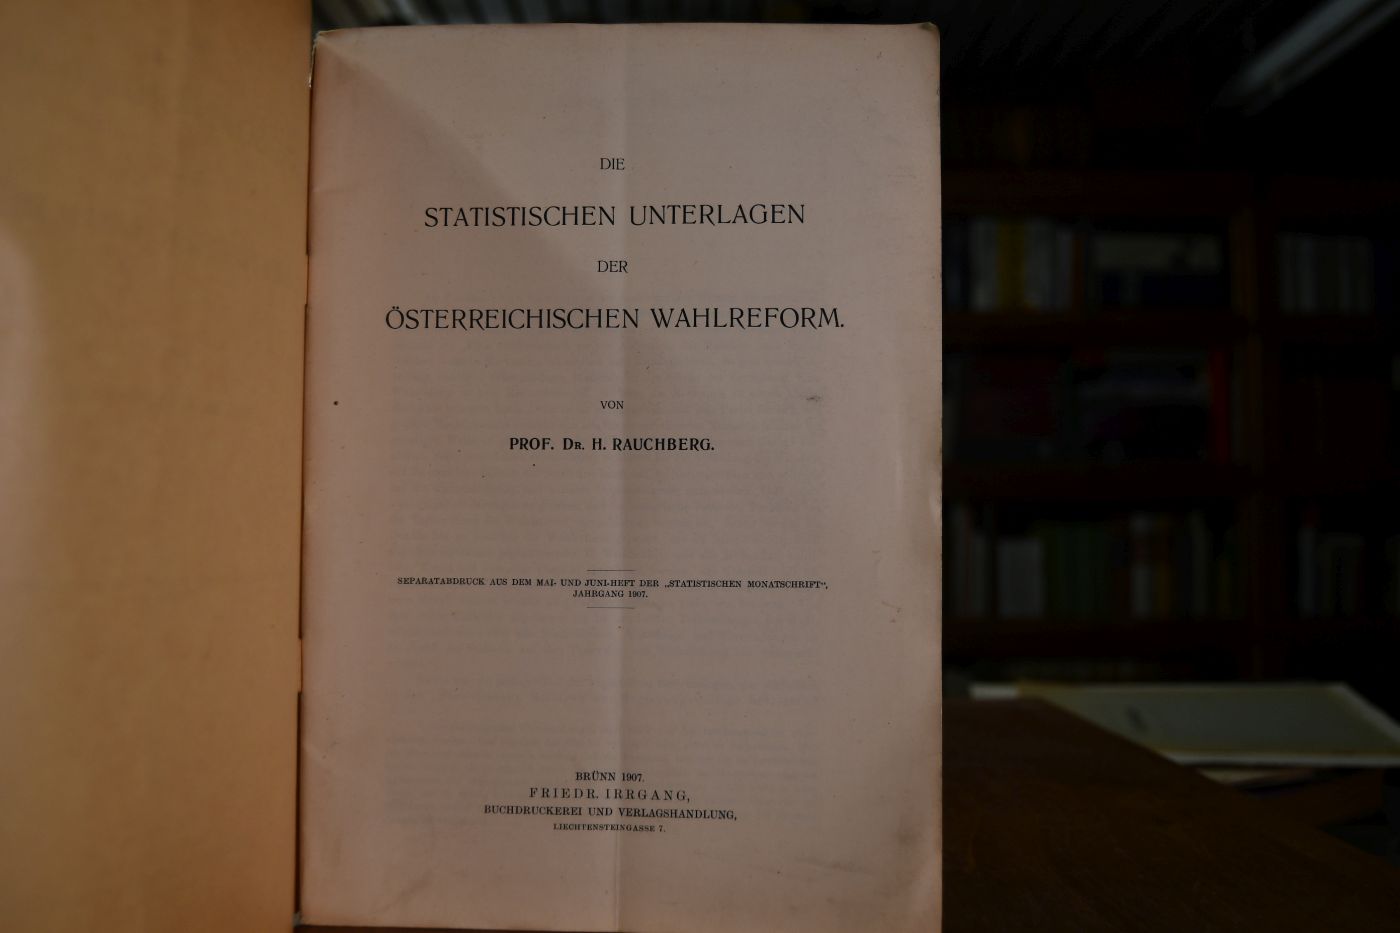 DIE
STATISTISCHEN UNTERLAGEN
DER
ÖSTERREICHISCHEN WAHLREFORM.
VON
PROF. DR. H. RAUCHBERG.
SEPARATABDRUCK AUS DEM MAI- UND JUNI-HEFT DER „STATISTISCHEN MONATSCHRIFT",
JAHRGANG 1907.
BRÜNN 1907.
FRIEDR. IRRGANG,
BUCHDRUCKEREI UND VERLAGSHANDLUNG,
LIECHTENSTEINGASSE 7.